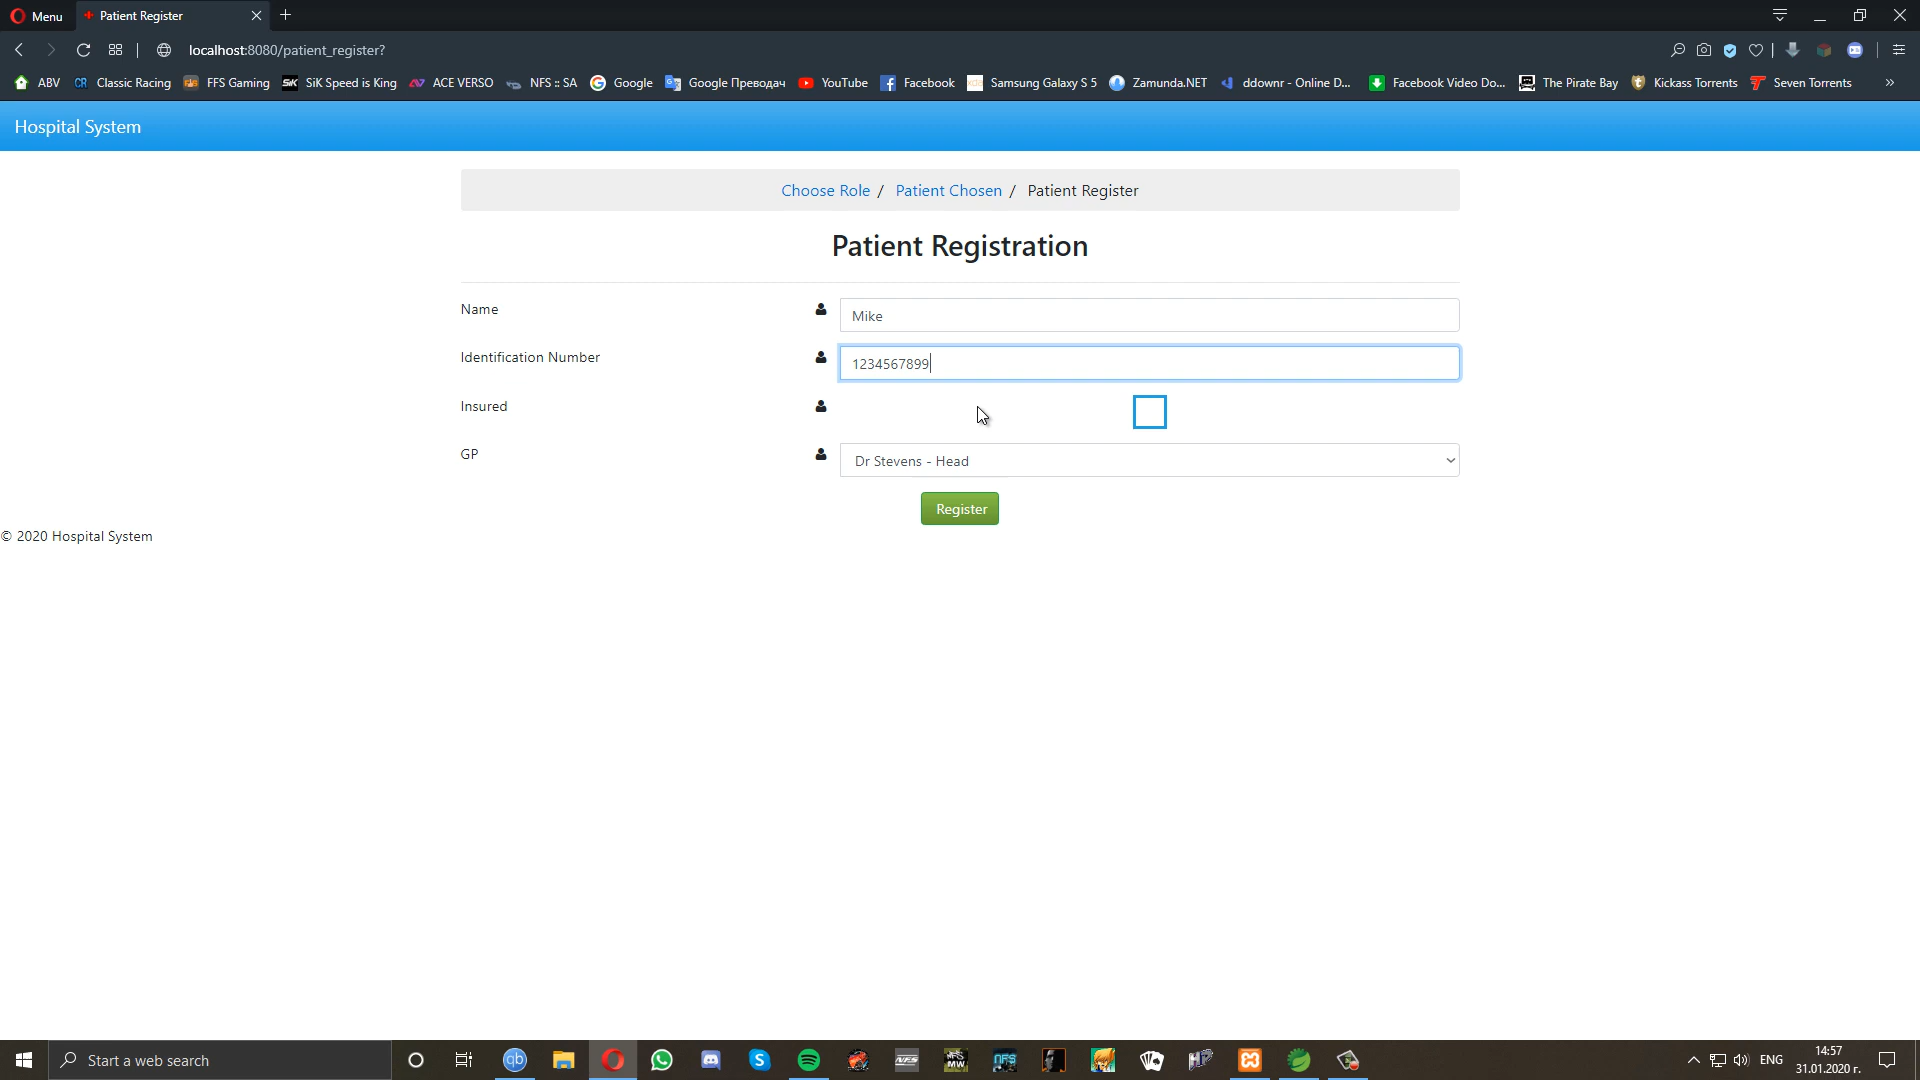 Menu Patient Register
localhost:8080/patient_register?
ABV Classic Racing FFS Gaming SiK Speed is King ACE VERSO NFS :: SA Google Google Преводач YouTube Facebook Samsung Galaxy S 5 Zamunda.NET ddownr - Online D... Facebook Video Do... The Pirate Bay Kickass Torrents Seven Torrents »
Hospital System
Choose Role / Patient Chosen / Patient Register
Patient Registration
Name Mike
Identification Number 1234567899
Insured
GP Dr Stevens - Head
Register
© 2020 Hospital System
Start a web search ENG 14:57
31.01.2020 г.